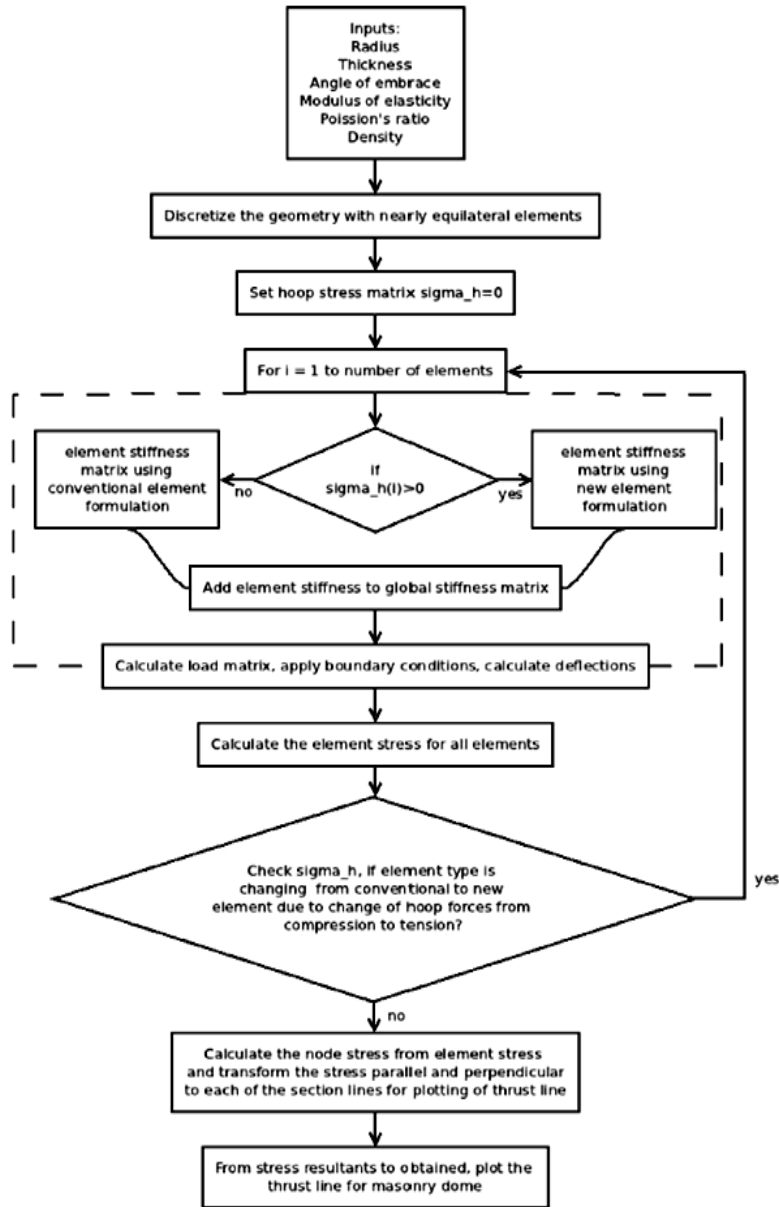 Inputs:
Radius
Thickness
Angle of embrace
Modulus of elasticity
Poission's ratio
Density
Discretize the geometry with nearly equilateral elements
Set hoop stress matrix sigma_h=0
For i = 1 to number of elements
element stiffness
matrix using
conventional element
formulation
no
if
sigma_h(i)>0
yes
element stiffness
matrix using
new element
formulation
Add element stiffness to global stiffness matrix
Calculate load matrix, apply boundary conditions, calculate deflections
Calculate the element stress for all elements
Check sigma_h, if element type is
changing from conventional to new
element due to change of hoop forces from
compression to tension?
yes
no
Calculate the node stress from element stress
and transform the stress parallel and perpendicular
to each of the section lines for plotting of thrust line
From stress resultants to obtained, plot the
thrust line for masonry dome